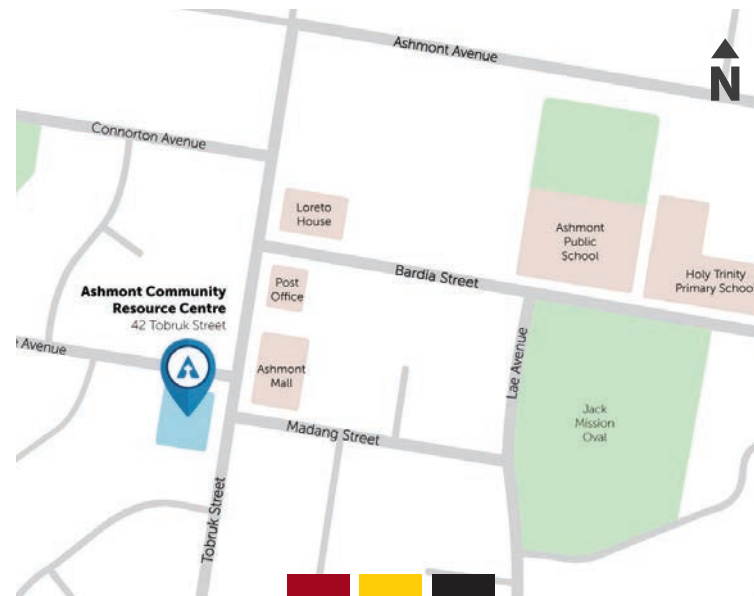 Ashmont Avenue
N
Connorton Avenue
Loreto
House
Ashmont
Public
School
Holy Trinity
Primary School
Bardia Street
Post
Office
Ashmont Community
Resource Centre
42 Tobruk Street
Avenue
Ashmont
Mall
Lae Avenue
Jack
Mission
Oval
Madang Street
Tobruk Street